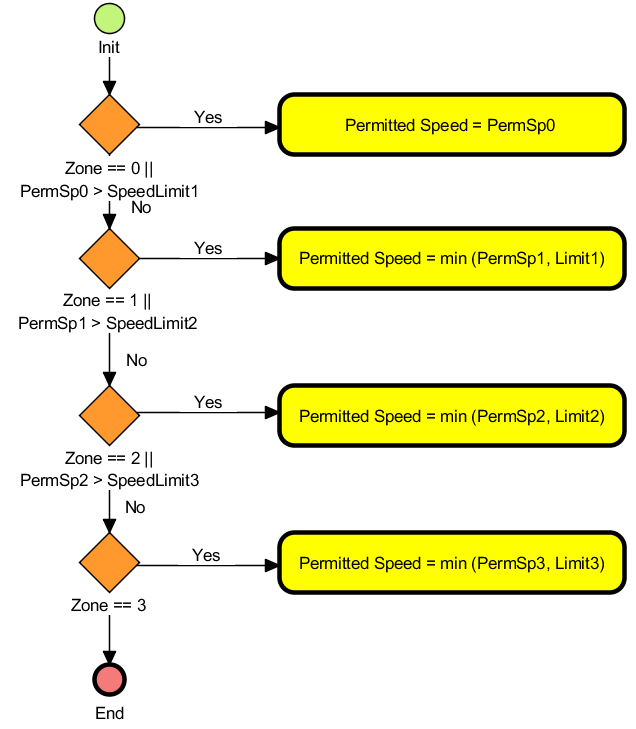 Init
Yes
Permitted Speed = PermSp0
Zone == 0 ||
PermSp0 > SpeedLimit1
No
Yes
Permitted Speed = min (PermSp1, Limit1)
Zone == 1 ||
PermSp1 > SpeedLimit2
No
Yes
Permitted Speed = min (PermSp2, Limit2)
Zone == 2 ||
PermSp2 > SpeedLimit3
No
Yes
Permitted Speed = min (PermSp3, Limit3)
Zone == 3
End